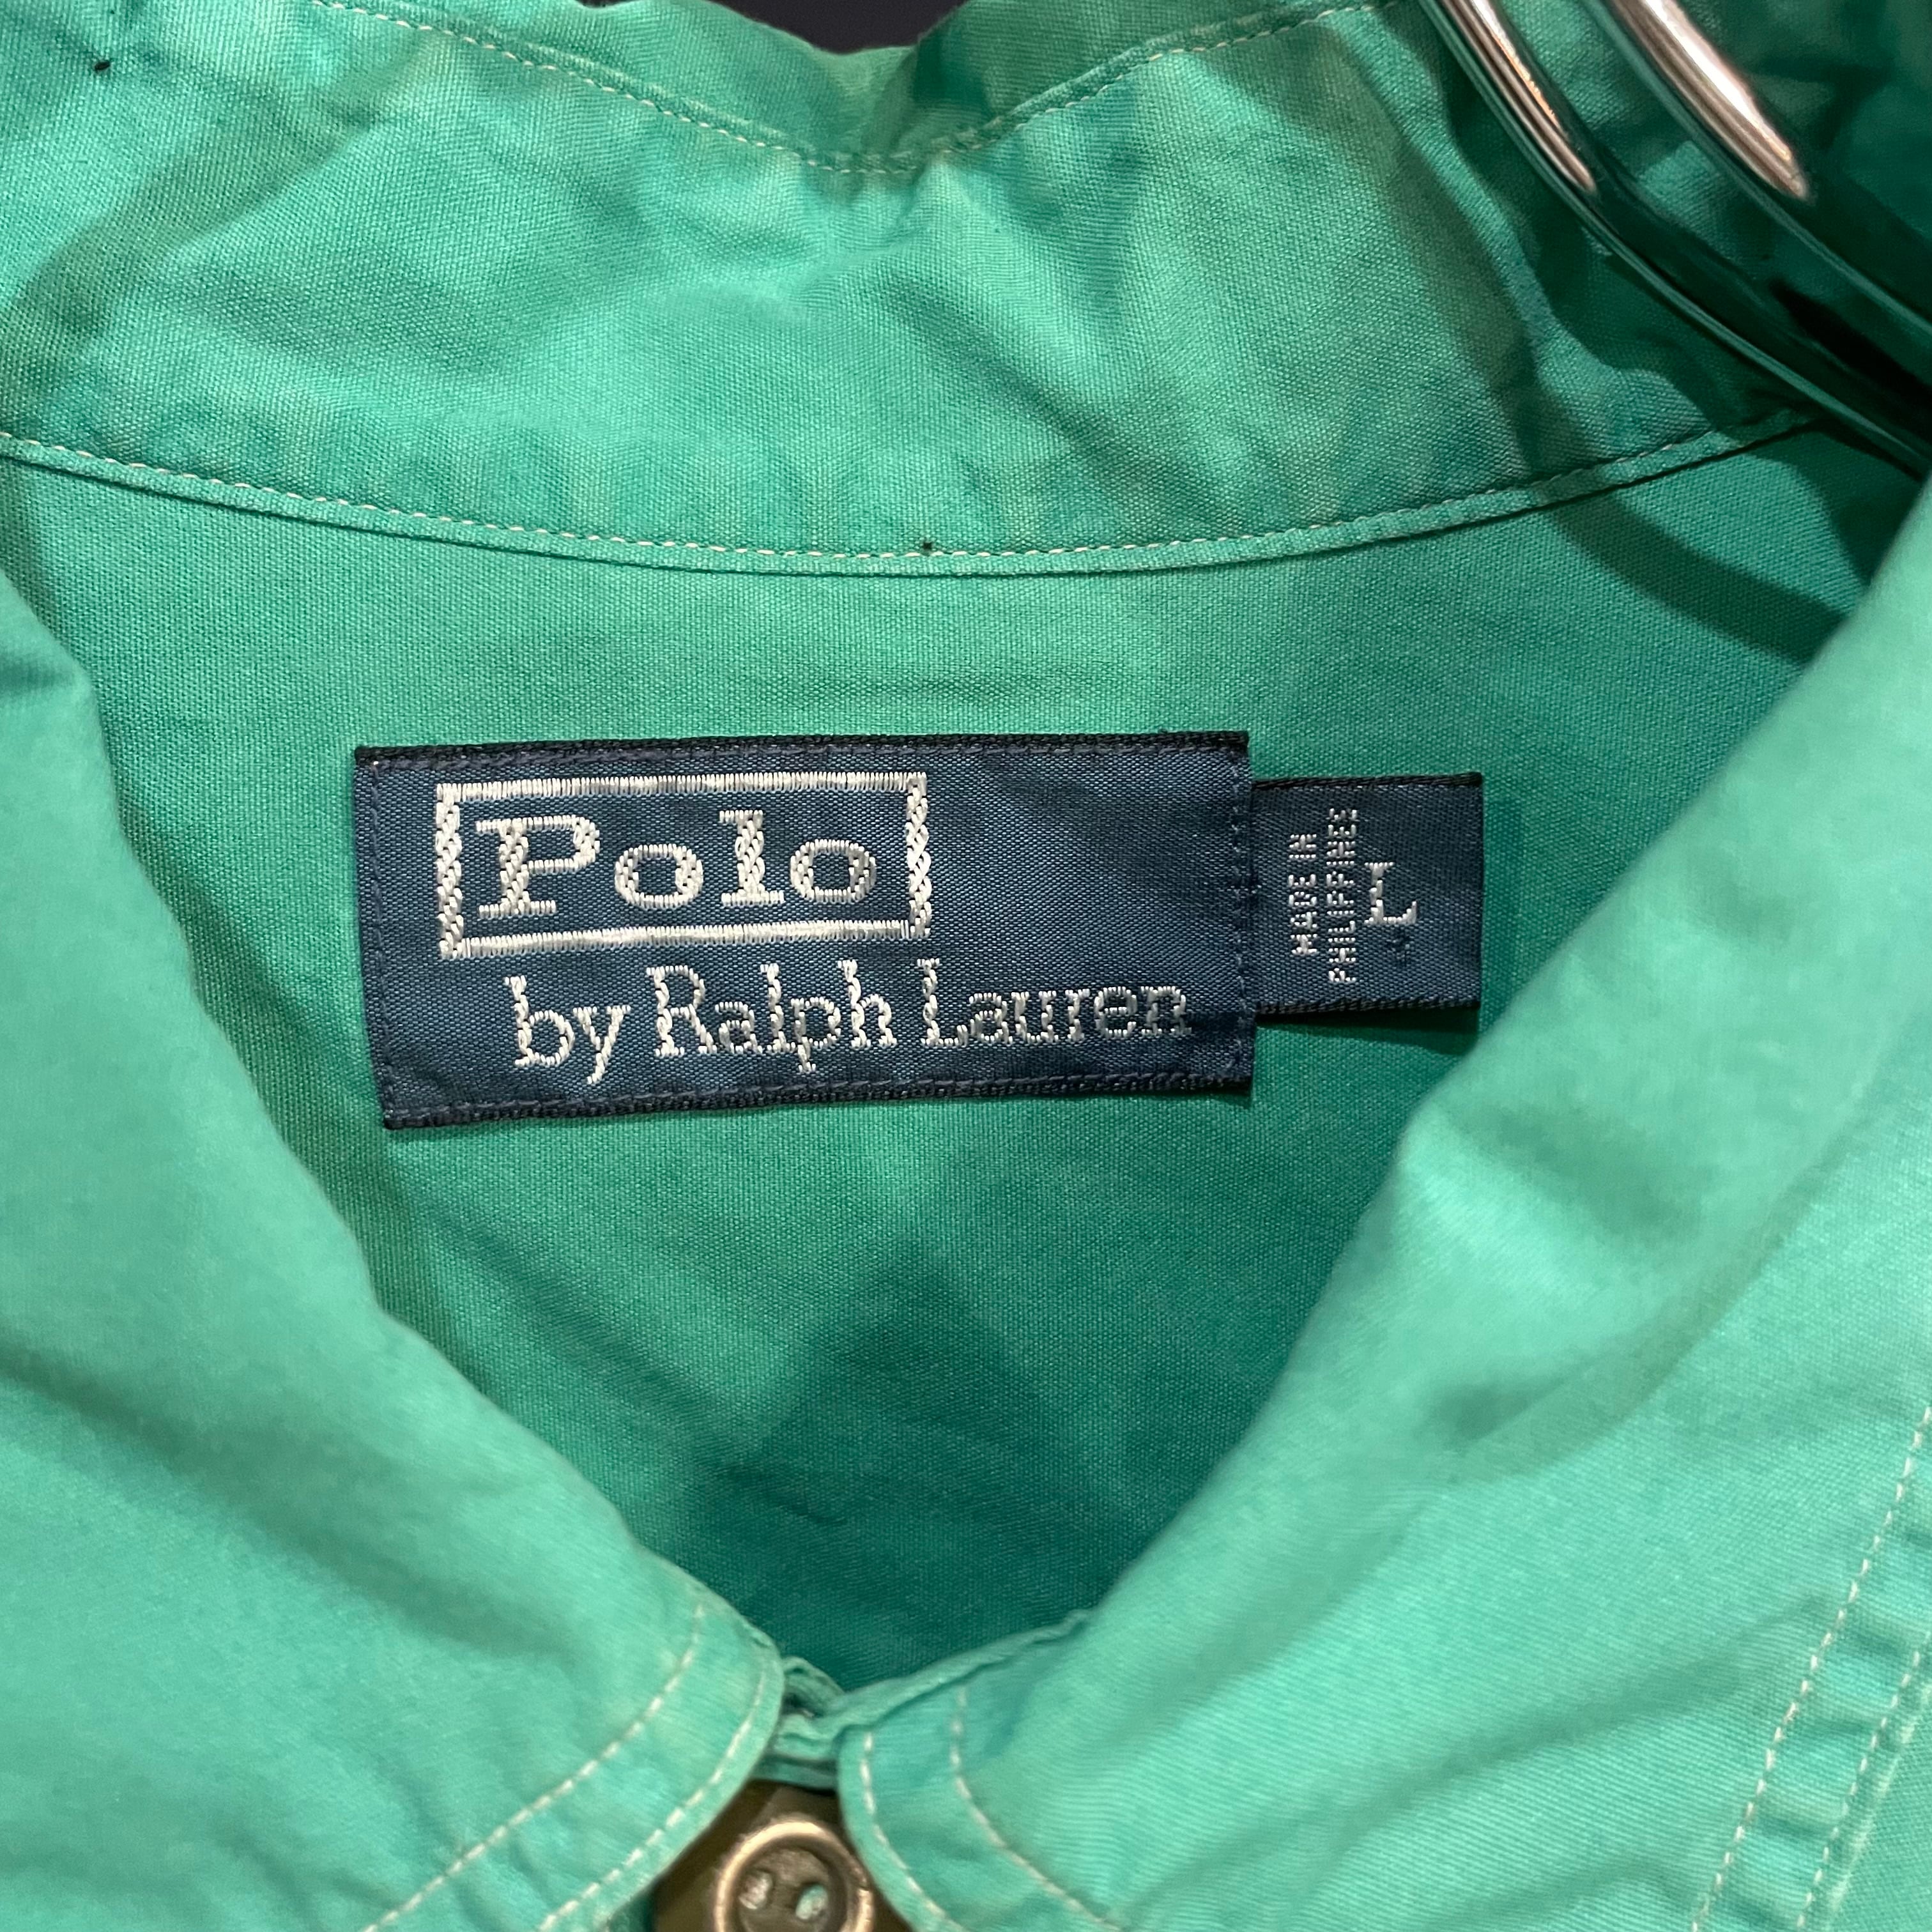 Polo
by Ralph Lauren
MADE IN
PHILIPPINES
L